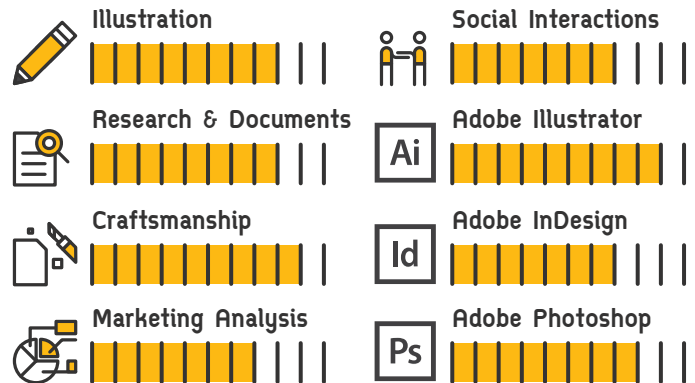 Illustration
Social Interactions
Research & Documents
Ai
Adobe Illustrator
Craftsmanship
Id
Adobe InDesign
Marketing Analysis
Ps
Adobe Photoshop